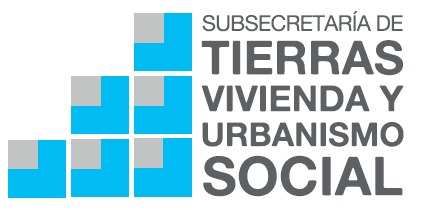 SUBSECRETARÍA DE
TIERRAS
VIVIENDA Y
URBANISMO
SOCIAL